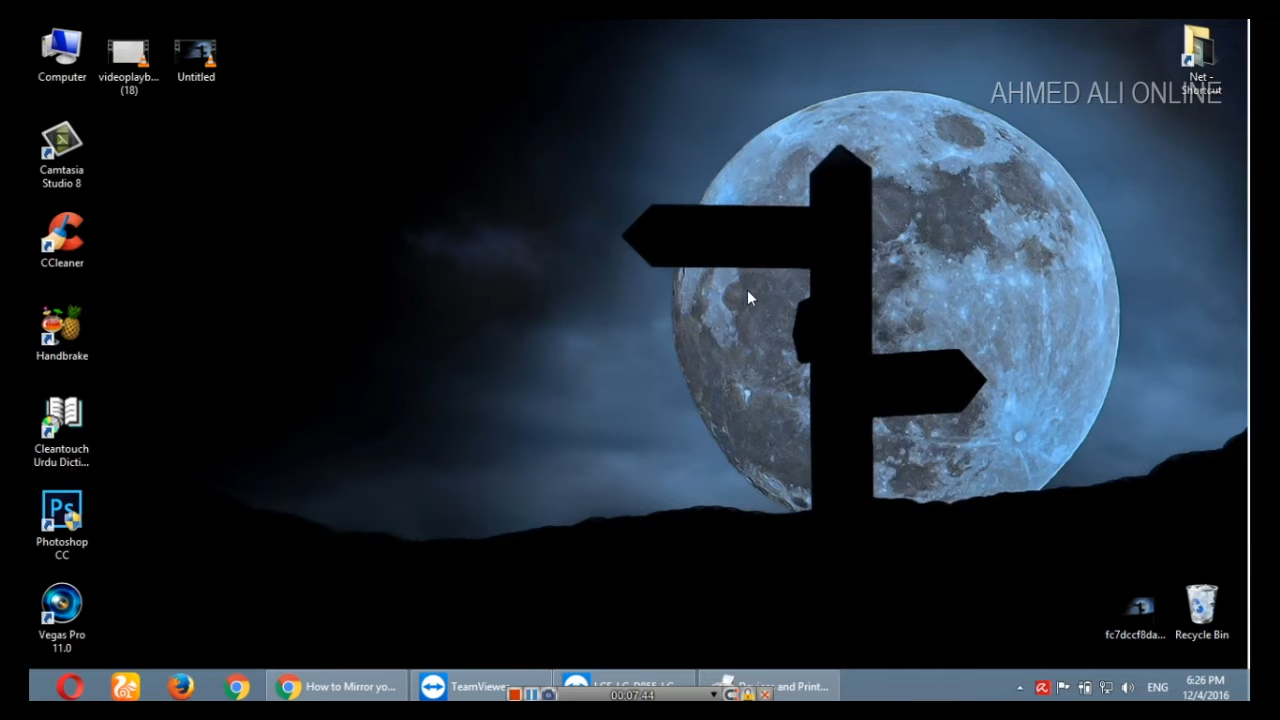 Computer
videoplayb...
(18)
Untitled
Net -
Shortcut
AHMED ALI ONLINE
Camtasia
Studio 8
CCleaner
Handbrake
Cleantouch
Urdu Dicti...
Ps
Photoshop
CC
Vegas Pro
11.0
fc7dccf8da...
Recycle Bin
How to Mirror yo...
TeamViewer
Devices and Print...
00:07:44
ENG
6:26 PM
12/4/2016